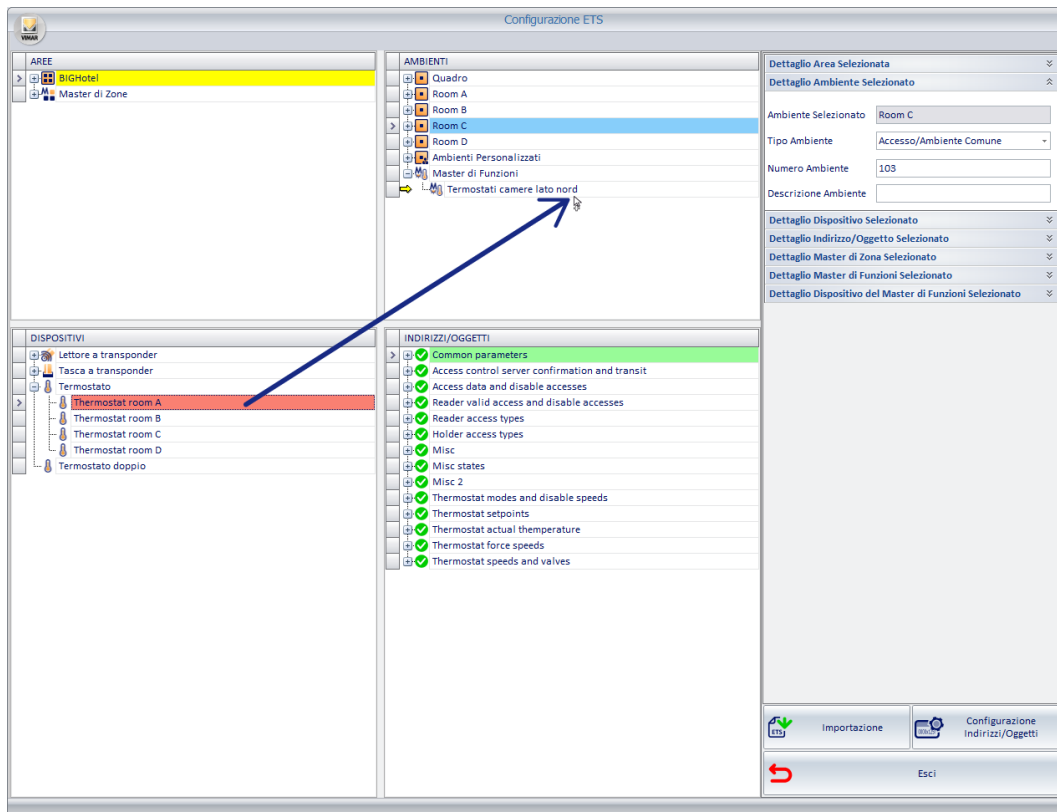 Configurazione ETS
VIMAR
AREE
BIGHotel
Master di Zone
AMBIENTI
Quadro
Room A
Room B
Room C
Room D
Ambienti Personalizzati
Master di Funzioni
Termostati camere lato nord
Dettaglio Area Selezionata
Dettaglio Ambiente Selezionato
Ambiente Selezionato Room C
Tipo Ambiente Accesso/Ambiente Comune
Numero Ambiente 103
Descrizione Ambiente
Dettaglio Dispositivo Selezionato
Dettaglio Indirizzo/Oggetto Selezionato
Dettaglio Master di Zona Selezionato
Dettaglio Master di Funzioni Selezionato
Dettaglio Dispositivo del Master di Funzioni Selezionato
DISPOSITIVI
Lettore a transponder
Tasca a transponder
Termostato
Thermostat room A
Thermostat room B
Thermostat room C
Thermostat room D
Termostato doppio
INDIRIZZI/OGGETTI
Common parameters
Access control server confirmation and transit
Access data and disable accesses
Reader valid access and disable accesses
Reader access types
Holder access types
Misc
Misc states
Misc 2
Thermostat modes and disable speeds
Thermostat setpoints
Thermostat actual themperature
Thermostat force speeds
Thermostat speeds and valves
ETS
Importazione
Configurazione
Indirizzi/Oggetti
Esci